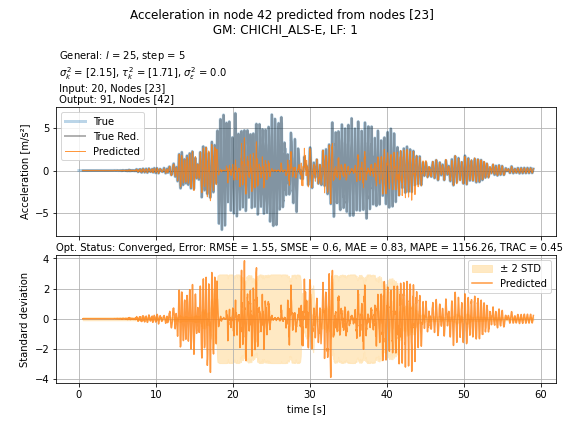 Acceleration in node 42 predicted from nodes [23]
GM: CHICHI_ALS-E, LF: 1
General: l = 25, step = 5
σ²ₖ = [2.15], τ²ₖ = [1.71], σ²ε = 0.0
Input: 20, Nodes [23]
Output: 91, Nodes [42]
True
True Red.
Predicted
Acceleration [m/s²]
5
0
−5
Opt. Status: Converged, Error: RMSE = 1.55, SMSE = 0.6, MAE = 0.83, MAPE = 1156.26, TRAC = 0.45
± 2 STD
Predicted
Standard deviation
4
2
0
−2
−4
0 10 20 30 40 50 60
time [s]